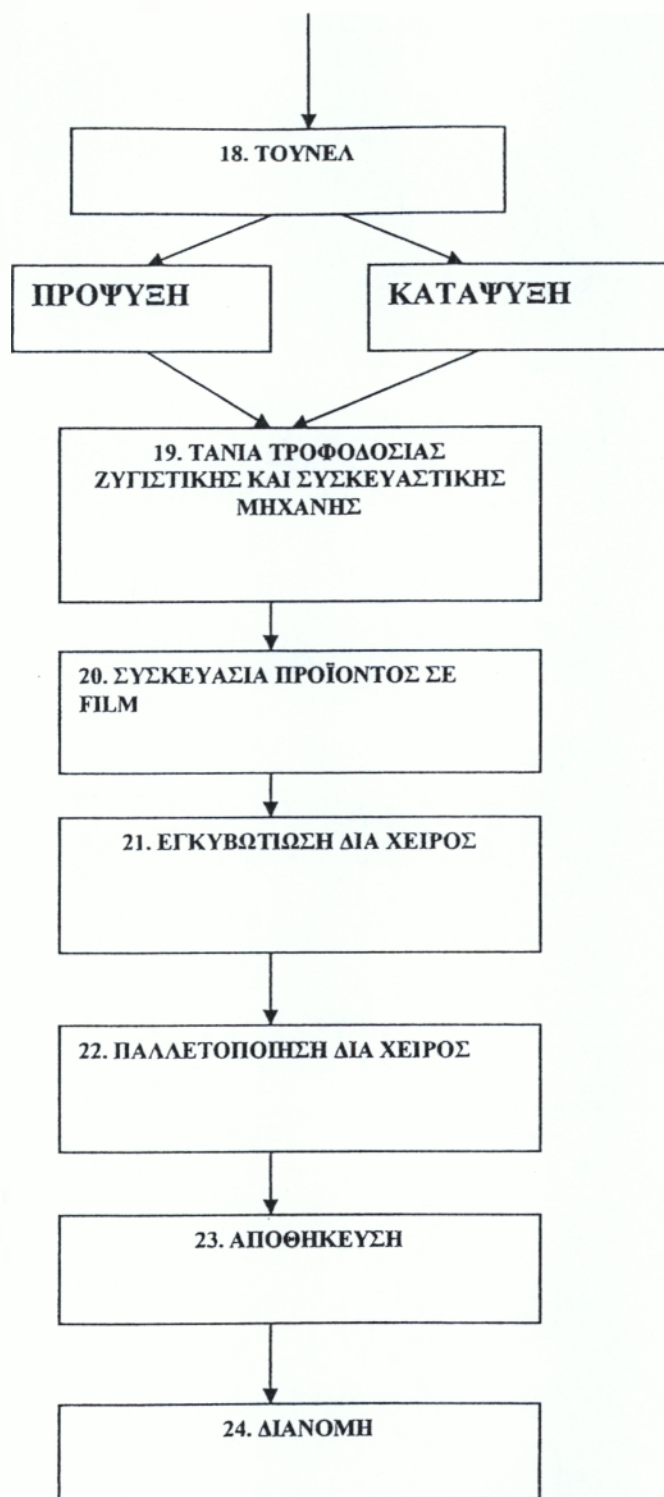 18. ΤΟΥΝΕΛ
ΠΡΟΨΥΞΗ
ΚΑΤΑΨΥΞΗ
19. ΤΑΝΙΑ ΤΡΟΦΟΔΟΣΙΑΣ
ΖΥΓΙΣΤΙΚΗΣ ΚΑΙ ΣΥΣΚΕΥΑΣΤΙΚΗΣ
ΜΗΧΑΝΗΣ
20. ΣΥΣΚΕΥΑΣΙΑ ΠΡΟΪΟΝΤΟΣ ΣΕ
FILM
21. ΕΓΚΥΒΩΤΙΩΣΗ ΔΙΑ ΧΕΙΡΟΣ
22. ΠΑΛΛΕΤΟΠΟΙΗΣΗ ΔΙΑ ΧΕΙΡΟΣ
23. ΑΠΟΘΗΚΕΥΣΗ
24. ΔΙΑΝΟΜΗ